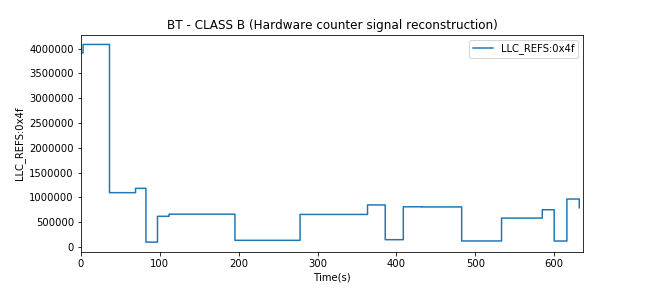 BT - CLASS B (Hardware counter signal reconstruction)
LLC_REFS:0x4f
LLC_REFS:0x4f
4000000
3500000
3000000
2500000
2000000
1500000
1000000
500000
0
0 100 200 300 400 500 600
Time(s)